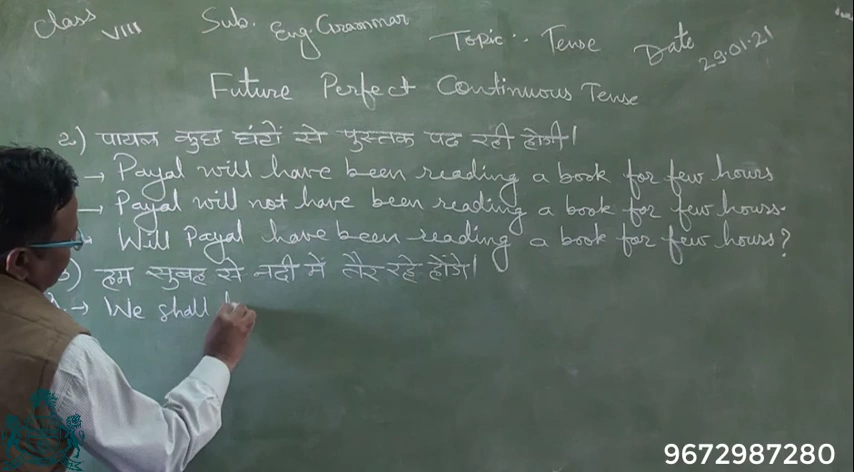 Class VIII Sub. Eng. Grammar Topic:- Tense Date 29.01.21
Future Perfect Continuous Tense
2.) पायल कुछ घंटों से पुस्तक पढ रही होगी।
→ Payal will have been reading a book for few hours
→ Payal will not have been reading a book for few hours.
Will Payal have been reading a book for few hours?
) हम सुबह से नदी में तैर रहे होंगे।
→ We shall
9672987280